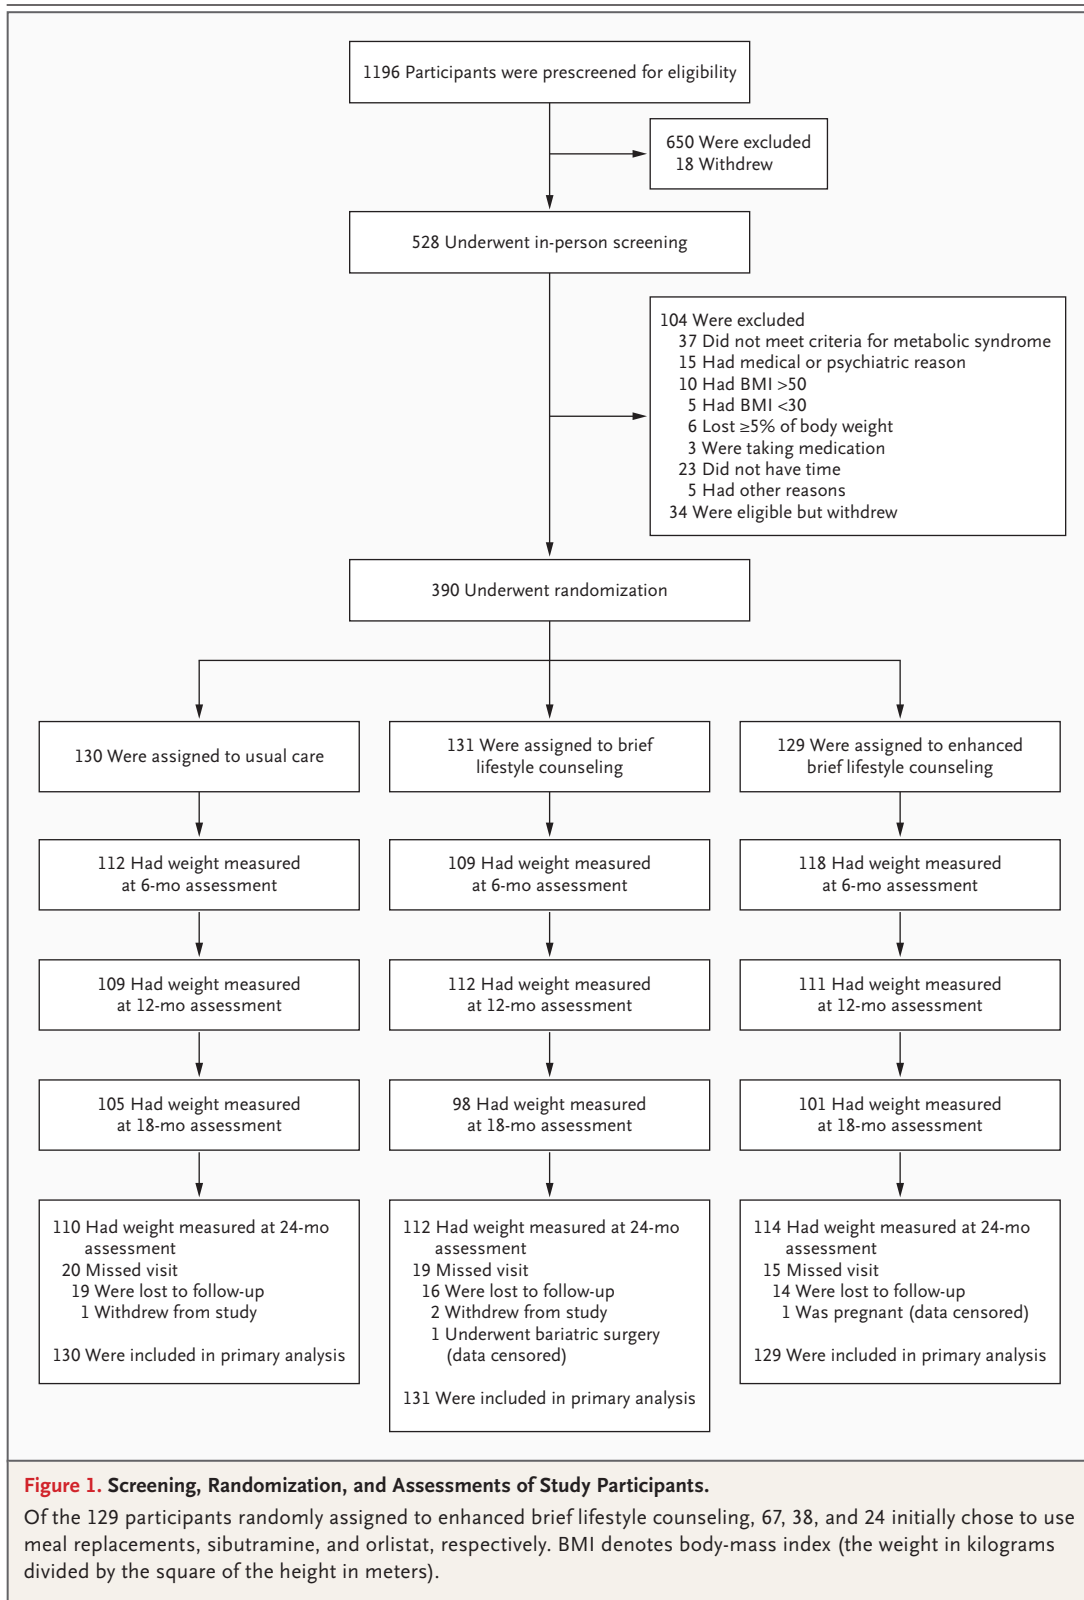 1196 Participants were prescreened for eligibility
650 Were excluded
18 Withdrew
528 Underwent in-person screening
104 Were excluded
37 Did not meet criteria for metabolic syndrome
15 Had medical or psychiatric reason
10 Had BMI >50
5 Had BMI <30
6 Lost ≥5% of body weight
3 Were taking medication
23 Did not have time
5 Had other reasons
34 Were eligible but withdrew
390 Underwent randomization
130 Were assigned to usual care
131 Were assigned to brief
lifestyle counseling
129 Were assigned to enhanced
brief lifestyle counseling
112 Had weight measured
at 6-mo assessment
109 Had weight measured
at 6-mo assessment
118 Had weight measured
at 6-mo assessment
109 Had weight measured
at 12-mo assessment
112 Had weight measured
at 12-mo assessment
111 Had weight measured
at 12-mo assessment
105 Had weight measured
at 18-mo assessment
98 Had weight measured
at 18-mo assessment
101 Had weight measured
at 18-mo assessment
110 Had weight measured at 24-mo
assessment
20 Missed visit
19 Were lost to follow-up
1 Withdrew from study
130 Were included in primary analysis
112 Had weight measured at 24-mo
assessment
19 Missed visit
16 Were lost to follow-up
2 Withdrew from study
1 Underwent bariatric surgery
(data censored)
131 Were included in primary analysis
114 Had weight measured at 24-mo
assessment
15 Missed visit
14 Were lost to follow-up
1 Was pregnant (data censored)
129 Were included in primary analysis
Figure 1. Screening, Randomization, and Assessments of Study Participants.
Of the 129 participants randomly assigned to enhanced brief lifestyle counseling, 67, 38, and 24 initially chose to use
meal replacements, sibutramine, and orlistat, respectively. BMI denotes body-mass index (the weight in kilograms
divided by the square of the height in meters).